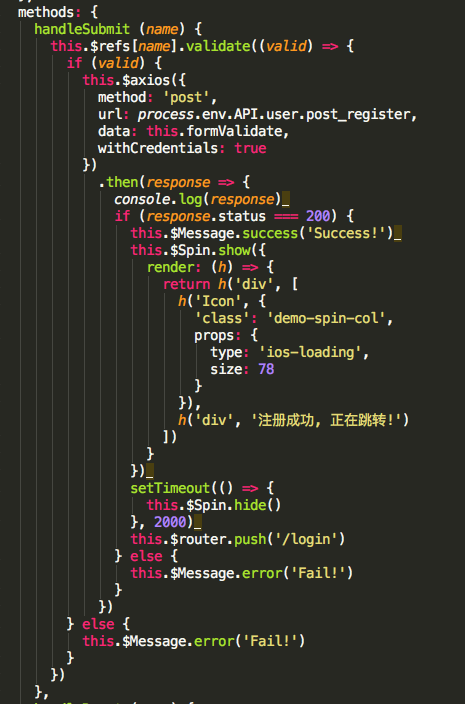 methods: {
  handleSubmit (name) {
    this.$refs[name].validate((valid) => {
      if (valid) {
        this.$axios({
          method: 'post',
          url: process.env.API.user.post_register,
          data: this.formValidate,
          withCredentials: true
        })
          .then(response => {
            console.log(response)
            if (response.status === 200) {
              this.$Message.success('Success!')
              this.$Spin.show({
                render: (h) => {
                  return h('div', [
                    h('Icon', {
                      'class': 'demo-spin-col',
                      props: {
                        type: 'ios-loading',
                        size: 78
                      }
                    }),
                    h('div', '注册成功, 正在跳转!')
                  ])
                }
              })
              setTimeout(() => {
                this.$Spin.hide()
              }, 2000)
              this.$router.push('/login')
            } else {
              this.$Message.error('Fail!')
            }
          })
      } else {
        this.$Message.error('Fail!')
      }
    })
  },